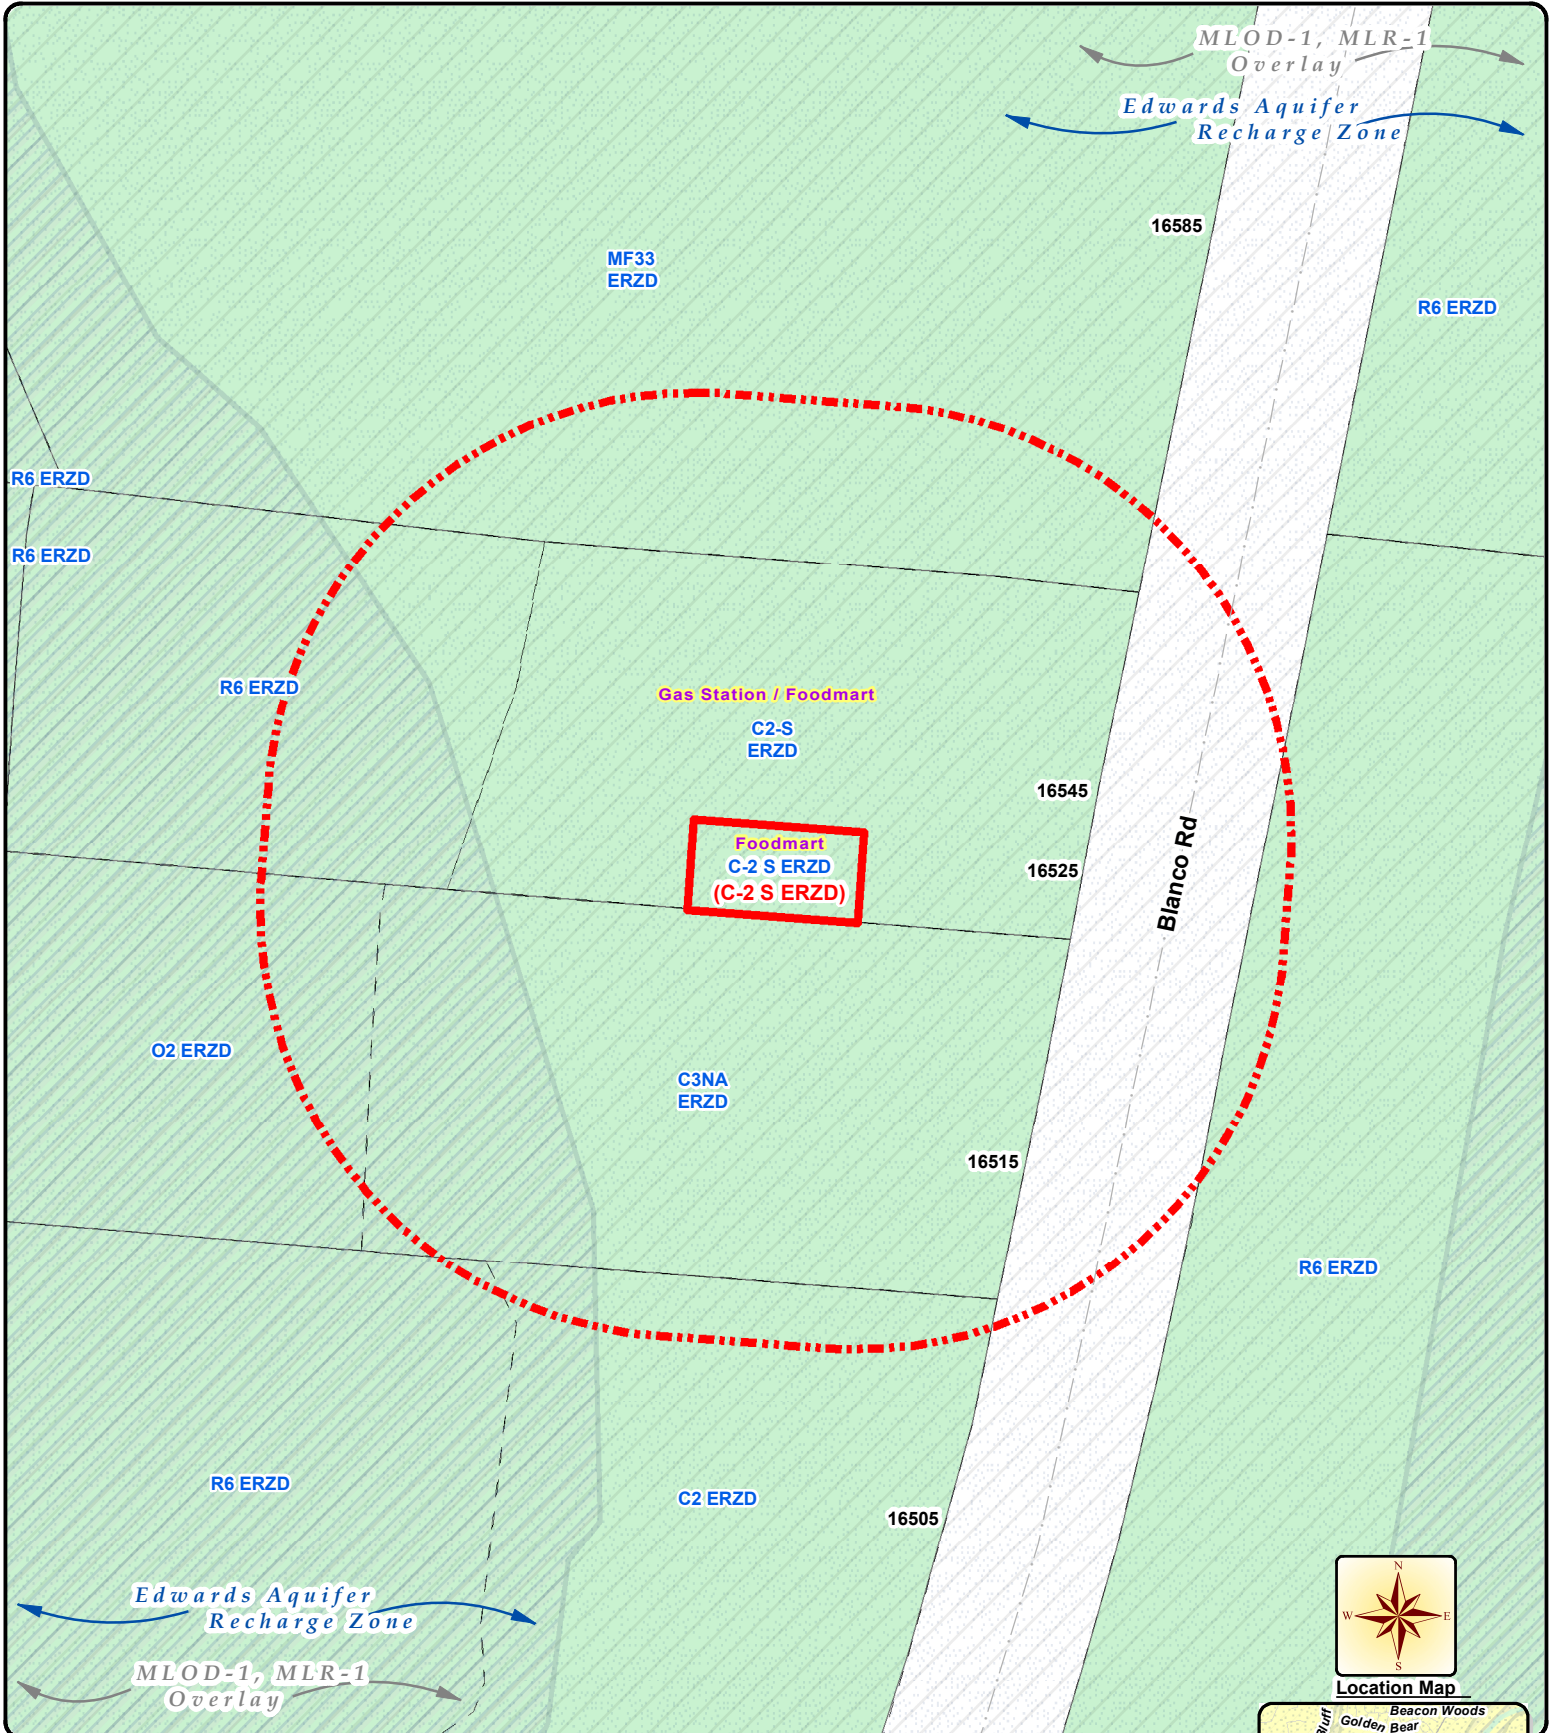 MLOD-1, MLR-1
Overlay
Edwards Aquifer
Recharge Zone
16585
MF33
ERZD
R6 ERZD
R6 ERZD
R6 ERZD
R6 ERZD
Gas Station / Foodmart
C2-S
ERZD
16545
Foodmart
C-2 S ERZD
(C-2 S ERZD)
16525
Blanco Rd
O2 ERZD
C3NA
ERZD
16515
R6 ERZD
R6 ERZD
C2 ERZD
16505
Edwards Aquifer
Recharge Zone
MLOD-1, MLR-1
Overlay
N
W
E
S
Location Map
Beacon Woods
Golden Bear